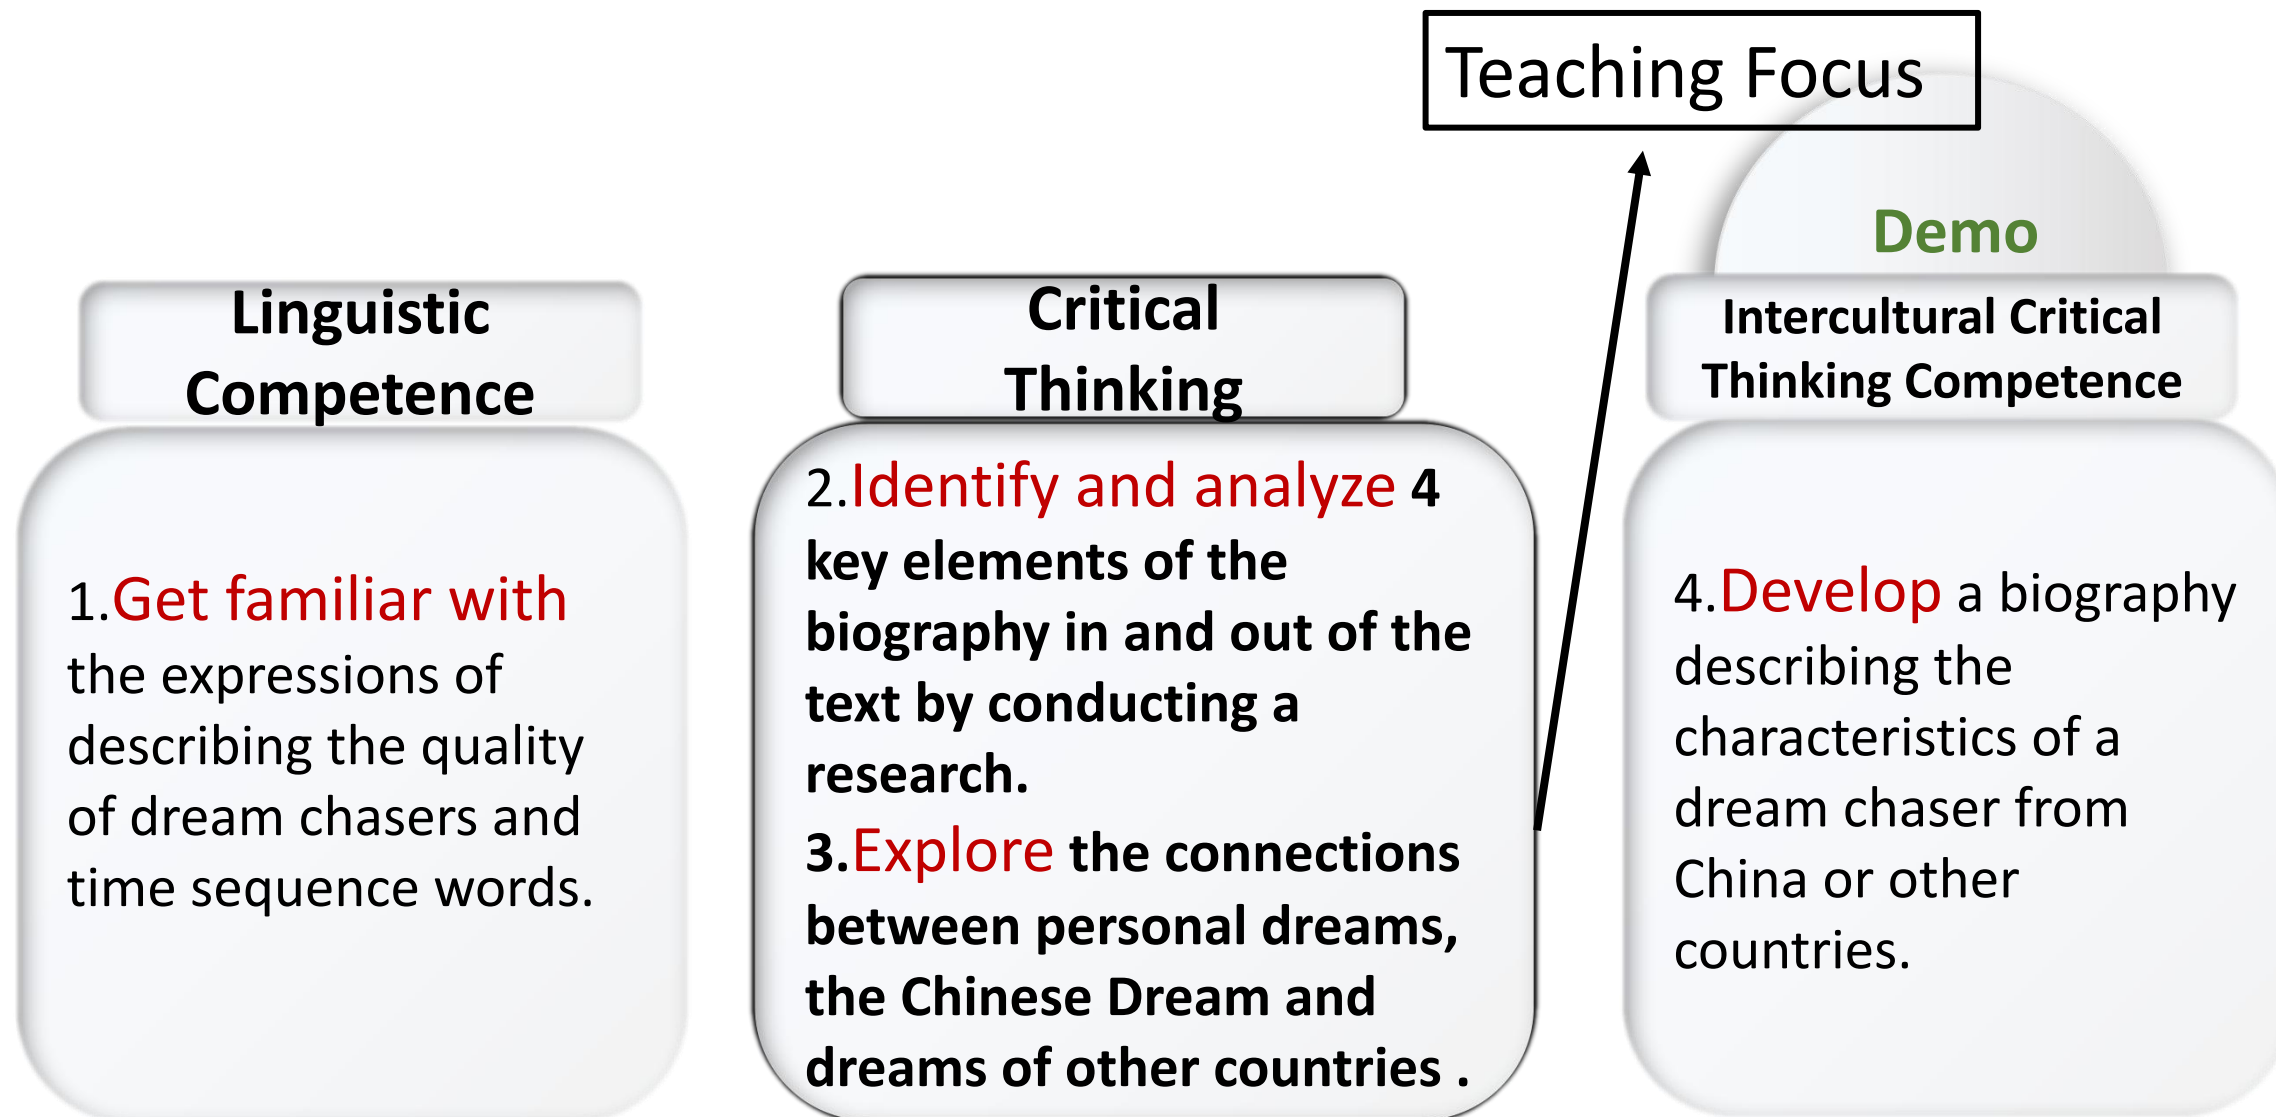 Teaching Focus
Demo
Linguistic
Competence
1.Get familiar with
the expressions of
describing the quality
of dream chasers and
time sequence words.
Critical
Thinking
2.Identify and analyze 4
key elements of the
biography in and out of the
text by conducting a
research.
3.Explore the connections
between personal dreams,
the Chinese Dream and
dreams of other countries .
Intercultural Critical
Thinking Competence
4.Develop a biography
describing the
characteristics of a
dream chaser from
China or other
countries.